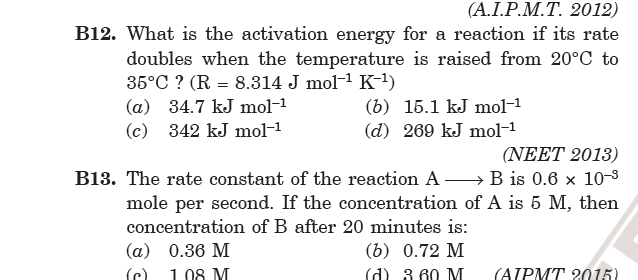 (A.I.P.M.T. 2012)
B12. What is the activation energy for a reaction if its rate
doubles when the temperature is raised from 20°C to
35°C ? (R = 8.314 J mol⁻¹ K⁻¹)
(a) 34.7 kJ mol⁻¹ (b) 15.1 kJ mol⁻¹
(c) 342 kJ mol⁻¹ (d) 269 kJ mol⁻¹
(NEET 2013)
B13. The rate constant of the reaction A ⟶ B is 0.6 × 10⁻³
mole per second. If the concentration of A is 5 M, then
concentration of B after 20 minutes is:
(a) 0.36 M (b) 0.72 M
(c) 1.08 M (d) 3.60 M (AIPMT 2015)